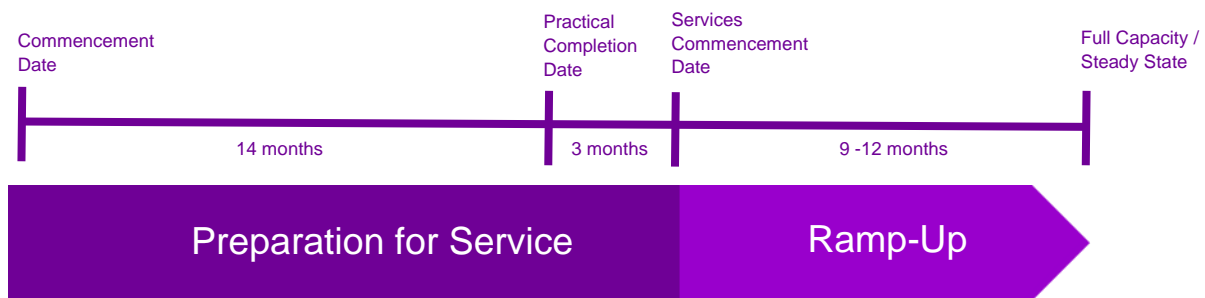 Commencement
Date
Practical
Completion
Date
Services
Commencement
Date
Full Capacity /
Steady State
14 months
3 months
9 -12 months
Preparation for Service
Ramp-Up